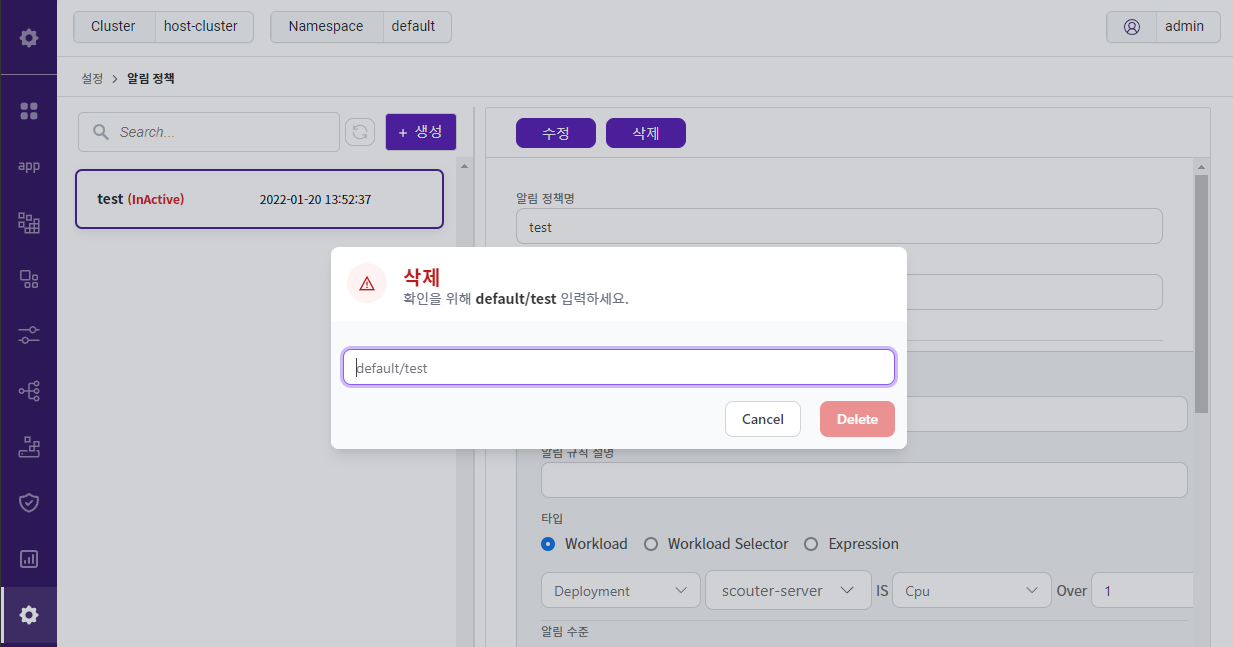 Cluster host-cluster Namespace default admin
설정 > 알림 정책
app
Search... + 생성 수정 삭제
test (InActive) 2022-01-20 13:52:37
알림 정책명
test
삭제
확인을 위해 default/test 입력하세요.
default/test
Cancel Delete
알림 규칙 설명
타입
Workload Workload Selector Expression
Deployment scouter-server IS Cpu Over 1
알림 수준